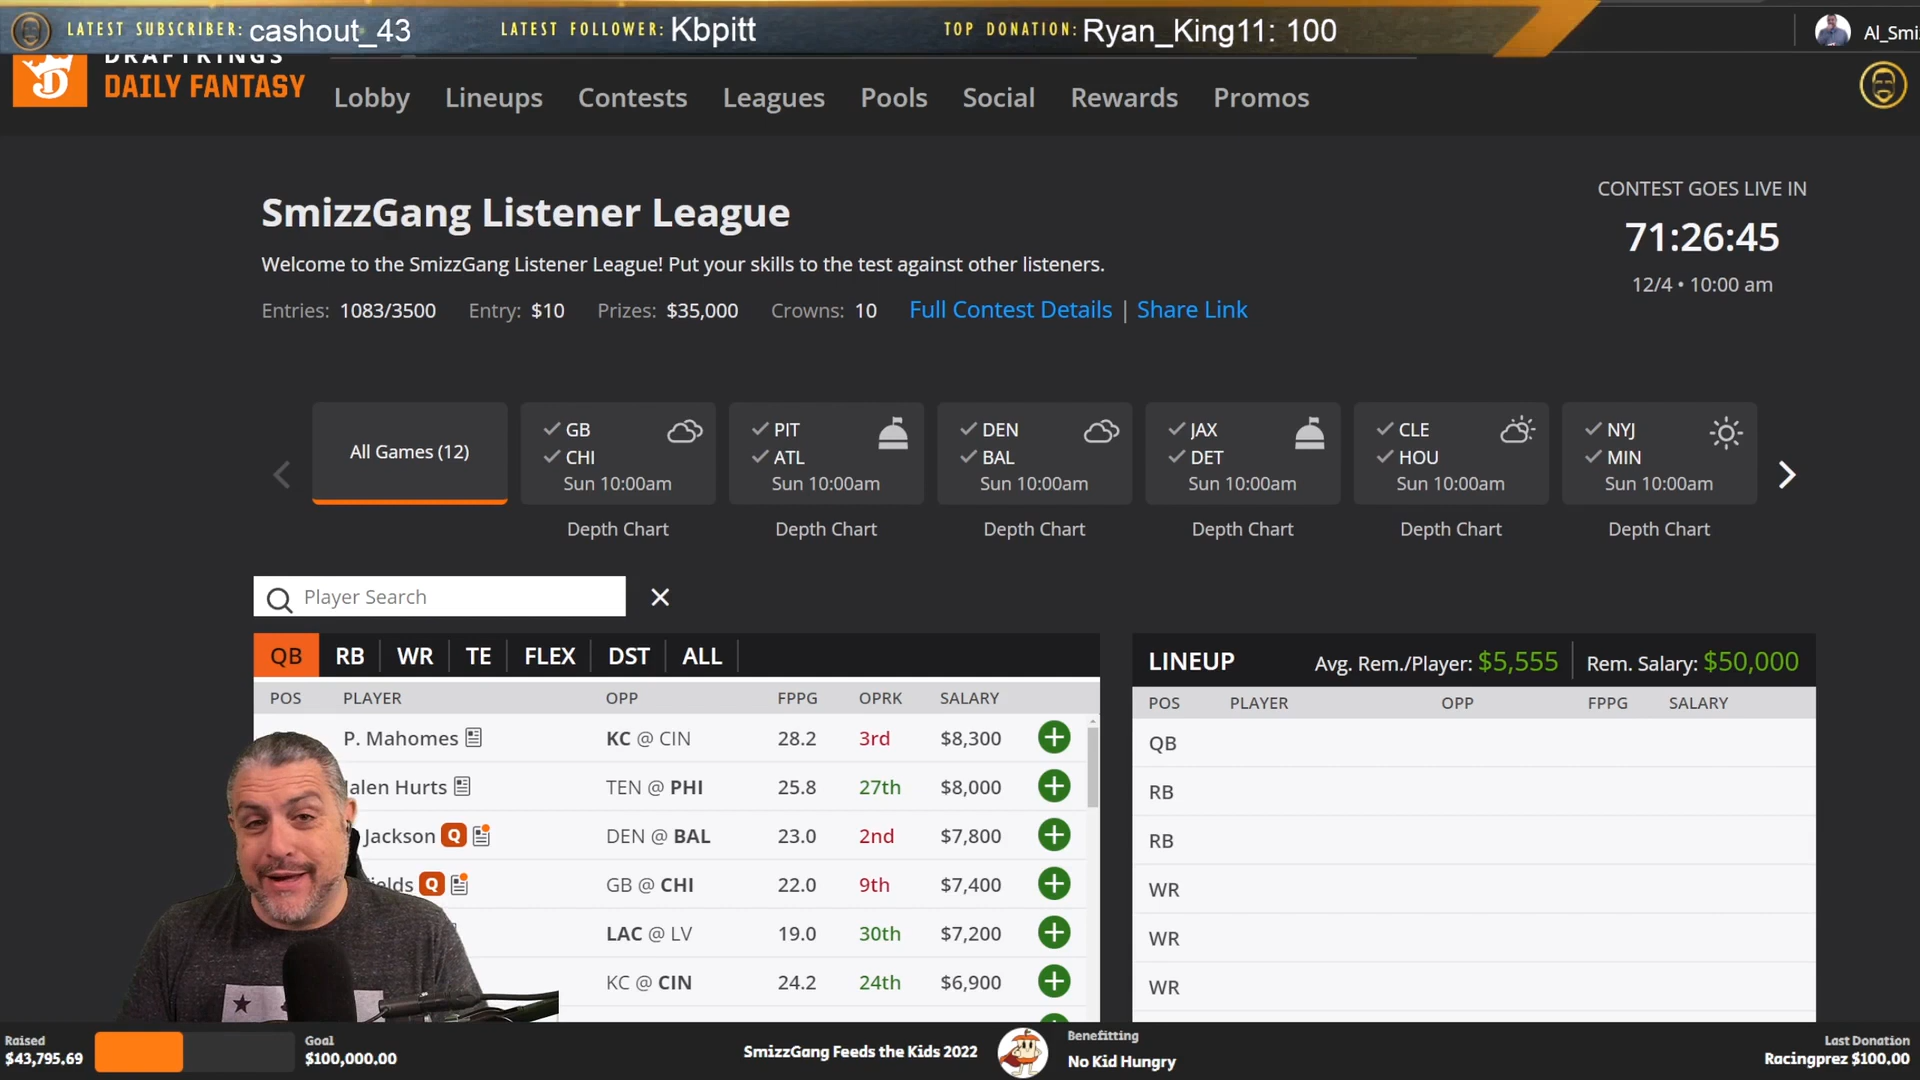 LATEST SUBSCRIBER: cashout_43
LATEST FOLLOWER: Kbpitt
TOP DONATION: Ryan_King11: 100
DRAFTKINGS
DAILY FANTASY
Lobby Lineups Contests Leagues Pools Social Rewards Promos
SmizzGang Listener League
Welcome to the SmizzGang Listener League! Put your skills to the test against other listeners.
Entries: 1083/3500 Entry: $10 Prizes: $35,000 Crowns: 10 Full Contest Details | Share Link
CONTEST GOES LIVE IN
71:26:45
12/4 • 10:00 am
All Games (12)
GB
CHI
Sun 10:00am
Depth Chart
PIT
ATL
Sun 10:00am
Depth Chart
DEN
BAL
Sun 10:00am
Depth Chart
JAX
DET
Sun 10:00am
Depth Chart
CLE
HOU
Sun 10:00am
Depth Chart
NYJ
MIN
Sun 10:00am
Depth Chart
Player Search
QB RB WR TE FLEX DST ALL
POS PLAYER OPP FPPG OPRK SALARY
P. Mahomes KC @ CIN 28.2 3rd $8,300
Jalen Hurts TEN @ PHI 25.8 27th $8,000
Jackson Q DEN @ BAL 23.0 2nd $7,800
Q GB @ CHI 22.0 9th $7,400
LAC @ LV 19.0 30th $7,200
KC @ CIN 24.2 24th $6,900
LINEUP Avg. Rem./Player: $5,555 Rem. Salary: $50,000
POS PLAYER OPP FPPG SALARY
QB
RB
RB
WR
WR
WR
Raised
$43,795.69
Goal
$100,000.00
SmizzGang Feeds the Kids 2022
Benefitting
No Kid Hungry
Last Donation
Racingprez $100.00